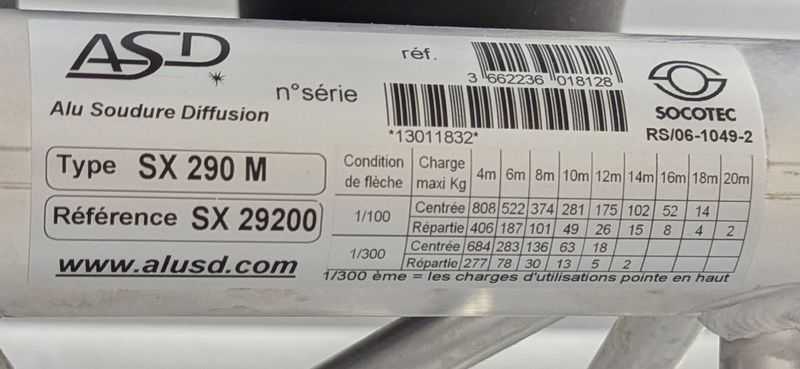 ASD
Alu Soudure Diffusion
réf.
3 662236 018128
n°série
*13011832*
SOCOTEC
RS/06-1049-2
Type SX 290 M
Référence SX 29200
www.alusd.com
Condition de flèche Charge maxi Kg 4m 6m 8m 10m 12m 14m 16m 18m 20m
1/100 Centrée 808 522 374 281 175 102 52 14
Répartie 406 187 101 49 26 15 8 4 2
1/300 Centrée 684 283 136 63 18
Répartie 277 78 30 13 5 2
1/300 ème = les charges d'utilisations pointe en haut